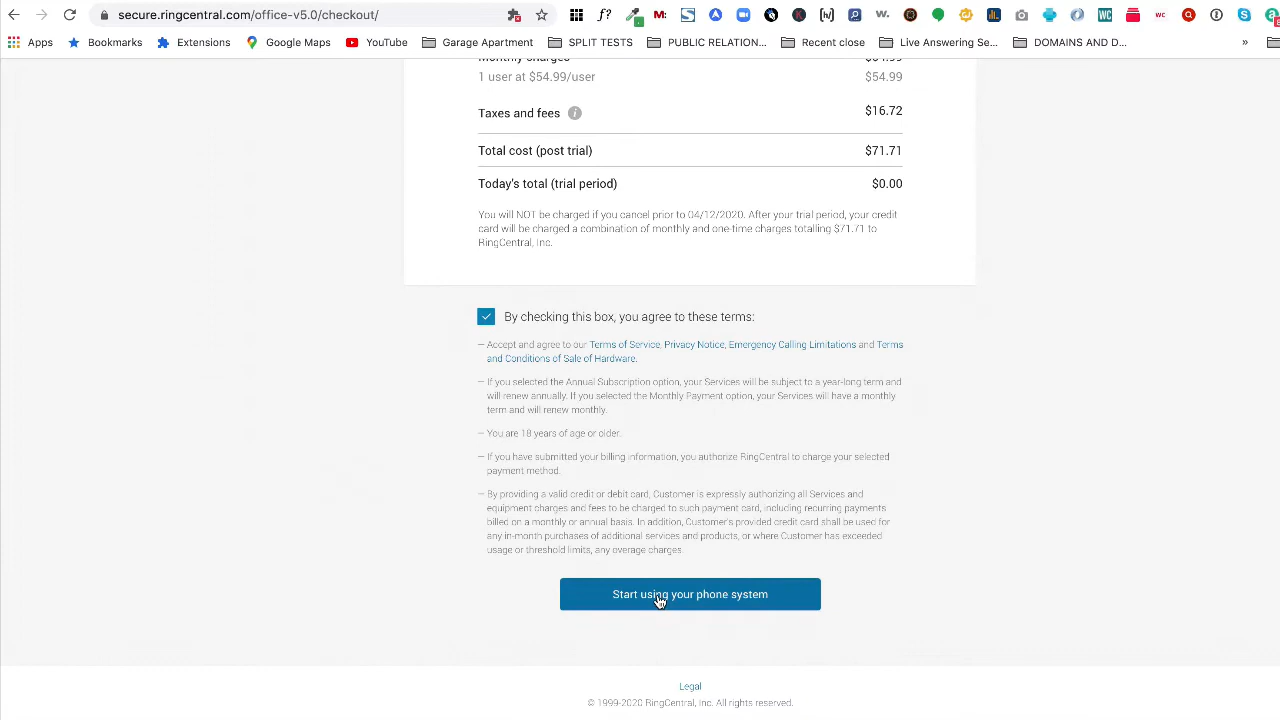 secure.ringcentral.com/office-v5.0/checkout/
Apps Bookmarks Extensions Google Maps YouTube Garage Apartment SPLIT TESTS PUBLIC RELATION... Recent close Live Answering Se... DOMAINS AND D... »
Monthly charges $54.99
1 user at $54.99/user $54.99
Taxes and fees i $16.72
Total cost (post trial) $71.71
Today's total (trial period) $0.00
You will NOT be charged if you cancel prior to 04/12/2020. After your trial period, your credit
card will be charged a combination of monthly and one-time charges totalling $71.71 to
RingCentral, Inc.
By checking this box, you agree to these terms:
— Accept and agree to our Terms of Service, Privacy Notice, Emergency Calling Limitations and Terms
and Conditions of Sale of Hardware.
— If you selected the Annual Subscription option, your Services will be subject to a year-long term and
will renew annually. If you selected the Monthly Payment option, your Services will have a monthly
term and will renew monthly.
— You are 18 years of age or older.
— If you have submitted your billing information, you authorize RingCentral to charge your selected
payment method.
— By providing a valid credit or debit card, Customer is expressly authorizing all Services and
equipment charges and fees to be charged to such payment card, including recurring payments
billed on a monthly or annual basis. In addition, Customer's provided credit card shall be used for
any in-month purchases of additional services and products, or where Customer has exceeded
usage or threshold limits, any overage charges.
Start using your phone system
Legal
© 1999-2020 RingCentral, Inc. All rights reserved.